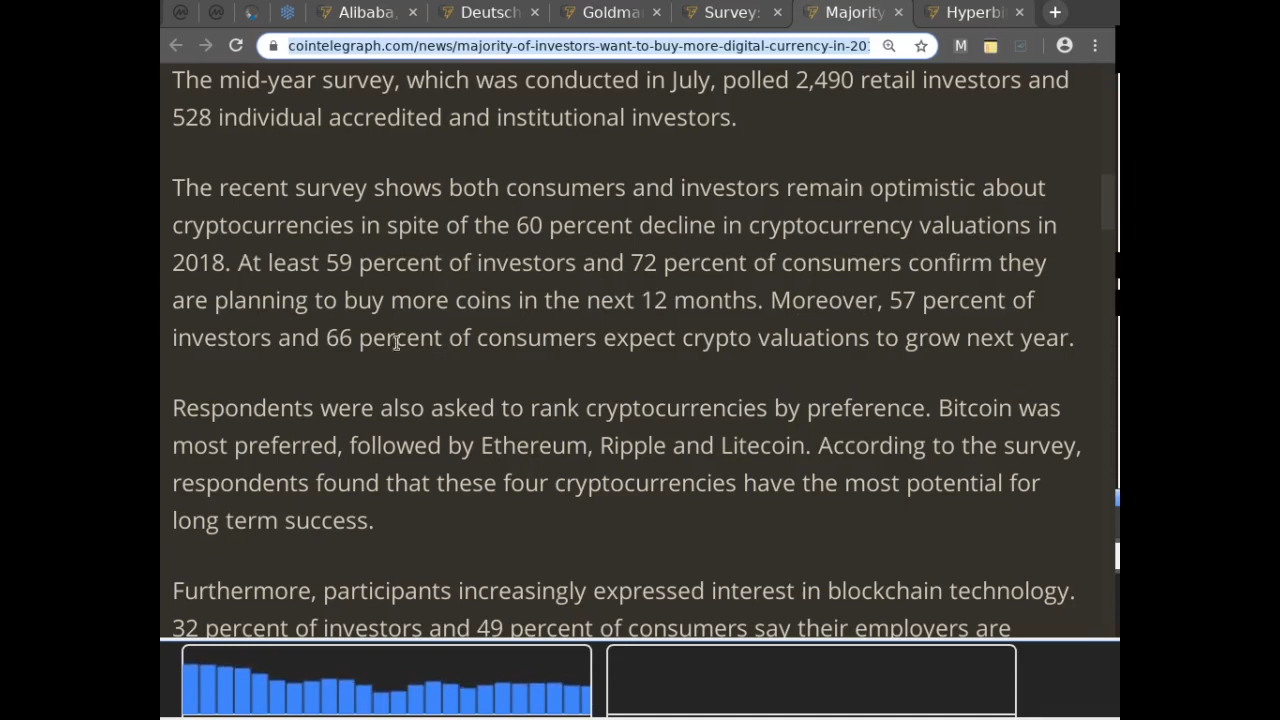 Alibaba,
Deutsch
Goldma
Survey:
Majority
Hyperbi
cointelegraph.com/news/majority-of-investors-want-to-buy-more-digital-currency-in-20
M
The mid-year survey, which was conducted in July, polled 2,490 retail investors and
528 individual accredited and institutional investors.
The recent survey shows both consumers and investors remain optimistic about
cryptocurrencies in spite of the 60 percent decline in cryptocurrency valuations in
2018. At least 59 percent of investors and 72 percent of consumers confirm they
are planning to buy more coins in the next 12 months. Moreover, 57 percent of
investors and 66 percent of consumers expect crypto valuations to grow next year.
Respondents were also asked to rank cryptocurrencies by preference. Bitcoin was
most preferred, followed by Ethereum, Ripple and Litecoin. According to the survey,
respondents found that these four cryptocurrencies have the most potential for
long term success.
Furthermore, participants increasingly expressed interest in blockchain technology.
32 percent of investors and 49 percent of consumers say their employers are